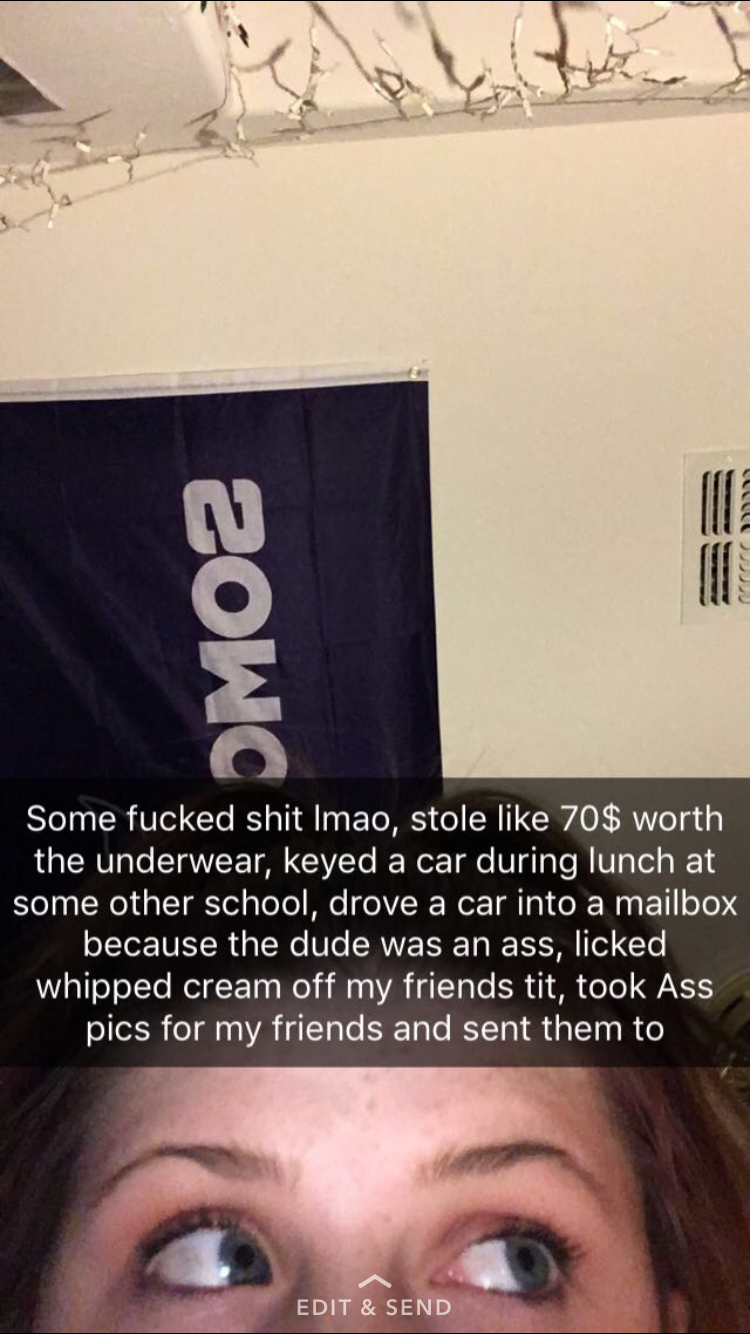 SOMO
Some fucked shit lmao, stole like 70$ worth
the underwear, keyed a car during lunch at
some other school, drove a car into a mailbox
because the dude was an ass, licked
whipped cream off my friends tit, took Ass
pics for my friends and sent them to
EDIT & SEND